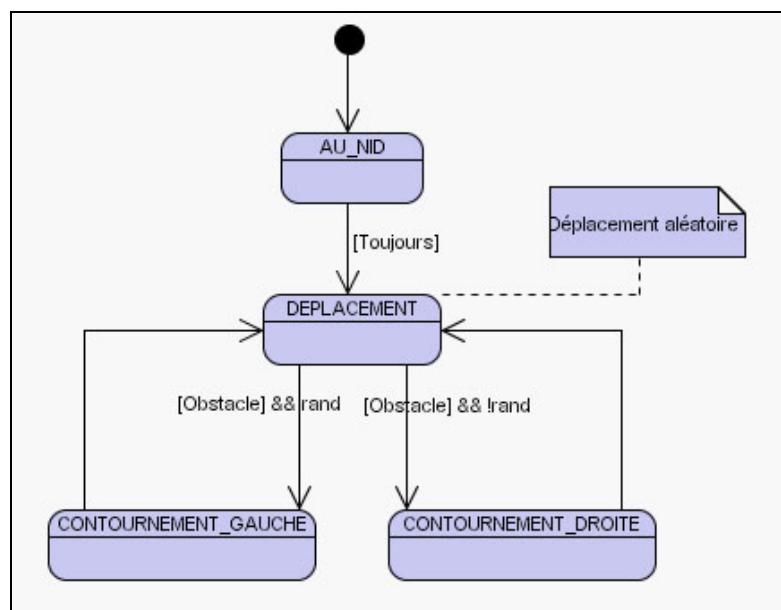 AU_NID
Déplacement aléatoire
[Toujours]
DEPLACEMENT
[Obstacle] && rand
[Obstacle] && !rand
CONTOURNEMENT_GAUCHE
CONTOURNEMENT_DROITE